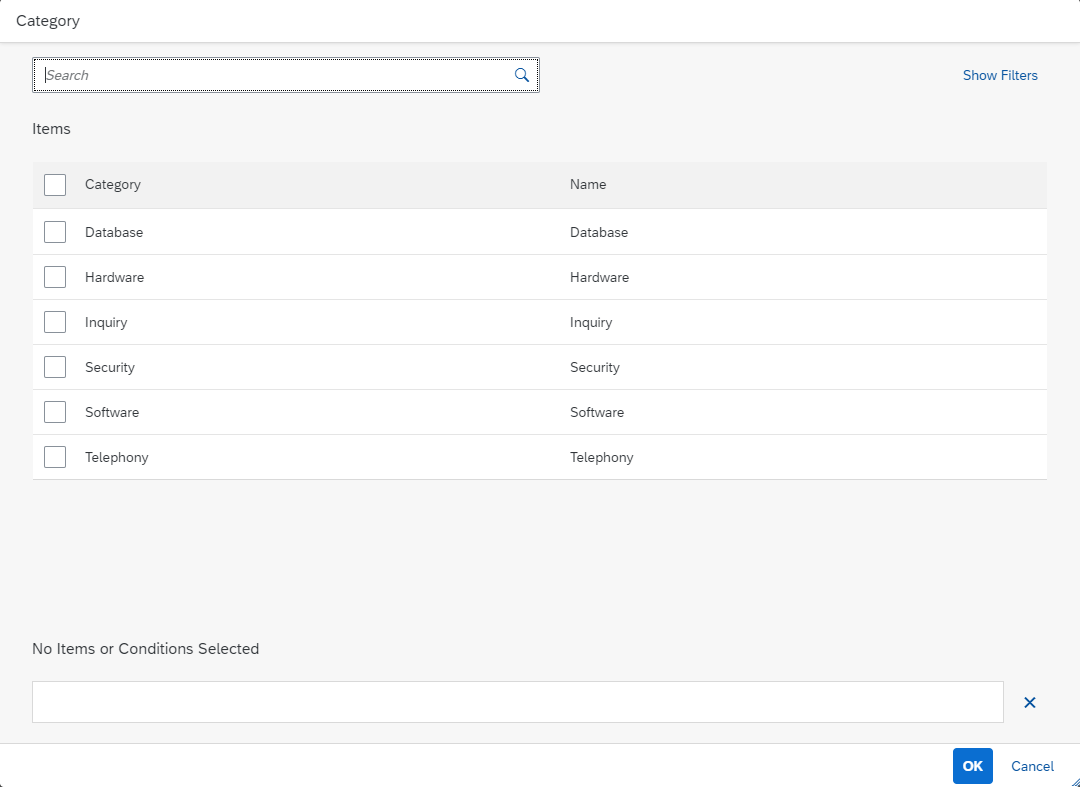 Category
Search
Show Filters
Items
Category Name
Database Database
Hardware Hardware
Inquiry Inquiry
Security Security
Software Software
Telephony Telephony
No Items or Conditions Selected
OK Cancel